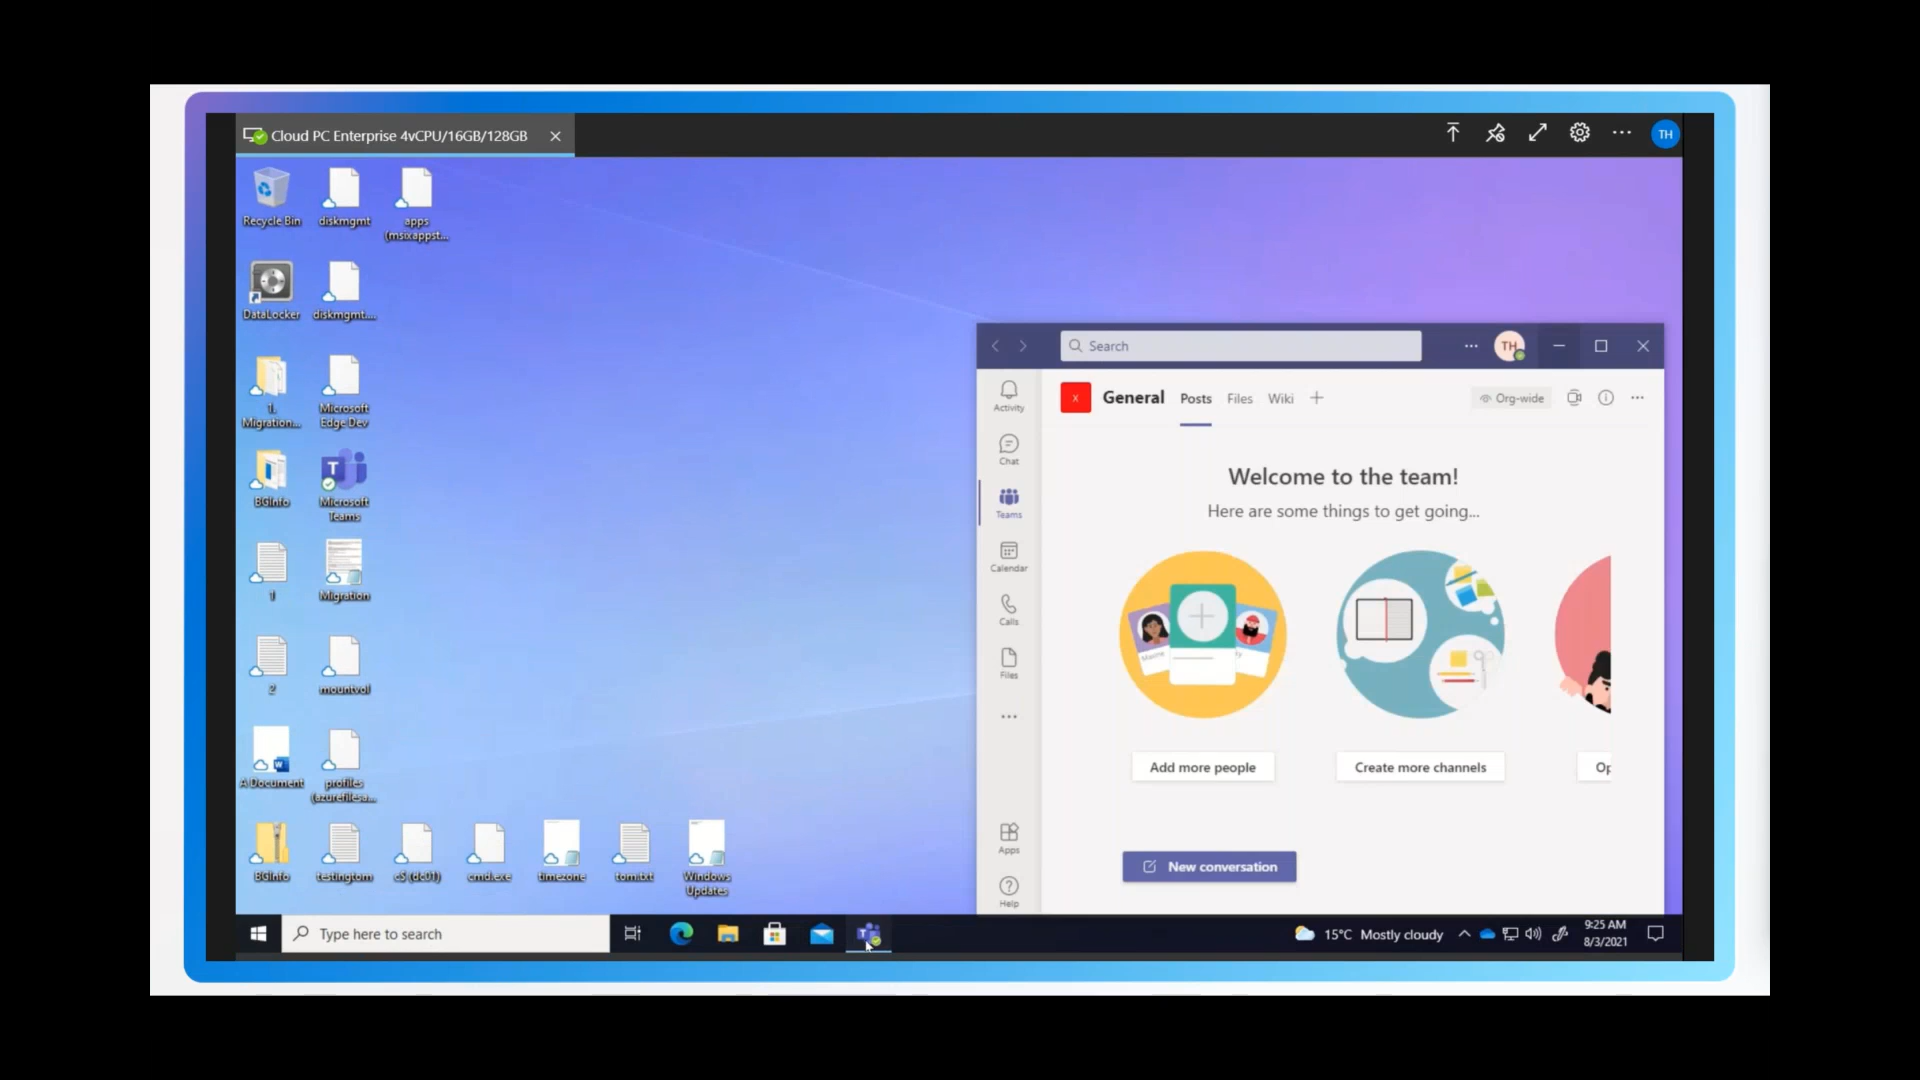 Cloud PC Enterprise 4vCPU/16GB/128GB
TH
Recycle Bin
diskmgmt
apps
(msixappst...
DataLocker
diskmgmt....
1.
Migration...
Microsoft
Edge Dev
BGInfo
Microsoft
Teams
1
Migration
2
mountvol
A Document
profiles
(azurefilesa...
BGInfo
testingtom
c$ (dc01)
cmd.exe
timezone
tom.txt
Windows
Updates
Search
TH
Activity
Chat
Teams
Calendar
Calls
Files
Apps
Help
x
General
Posts
Files
Wiki
Org-wide
Welcome to the team!
Here are some things to get going...
Maxine
Add more people
Create more channels
Op
New conversation
Type here to search
15°C Mostly cloudy
9:25 AM
8/3/2021